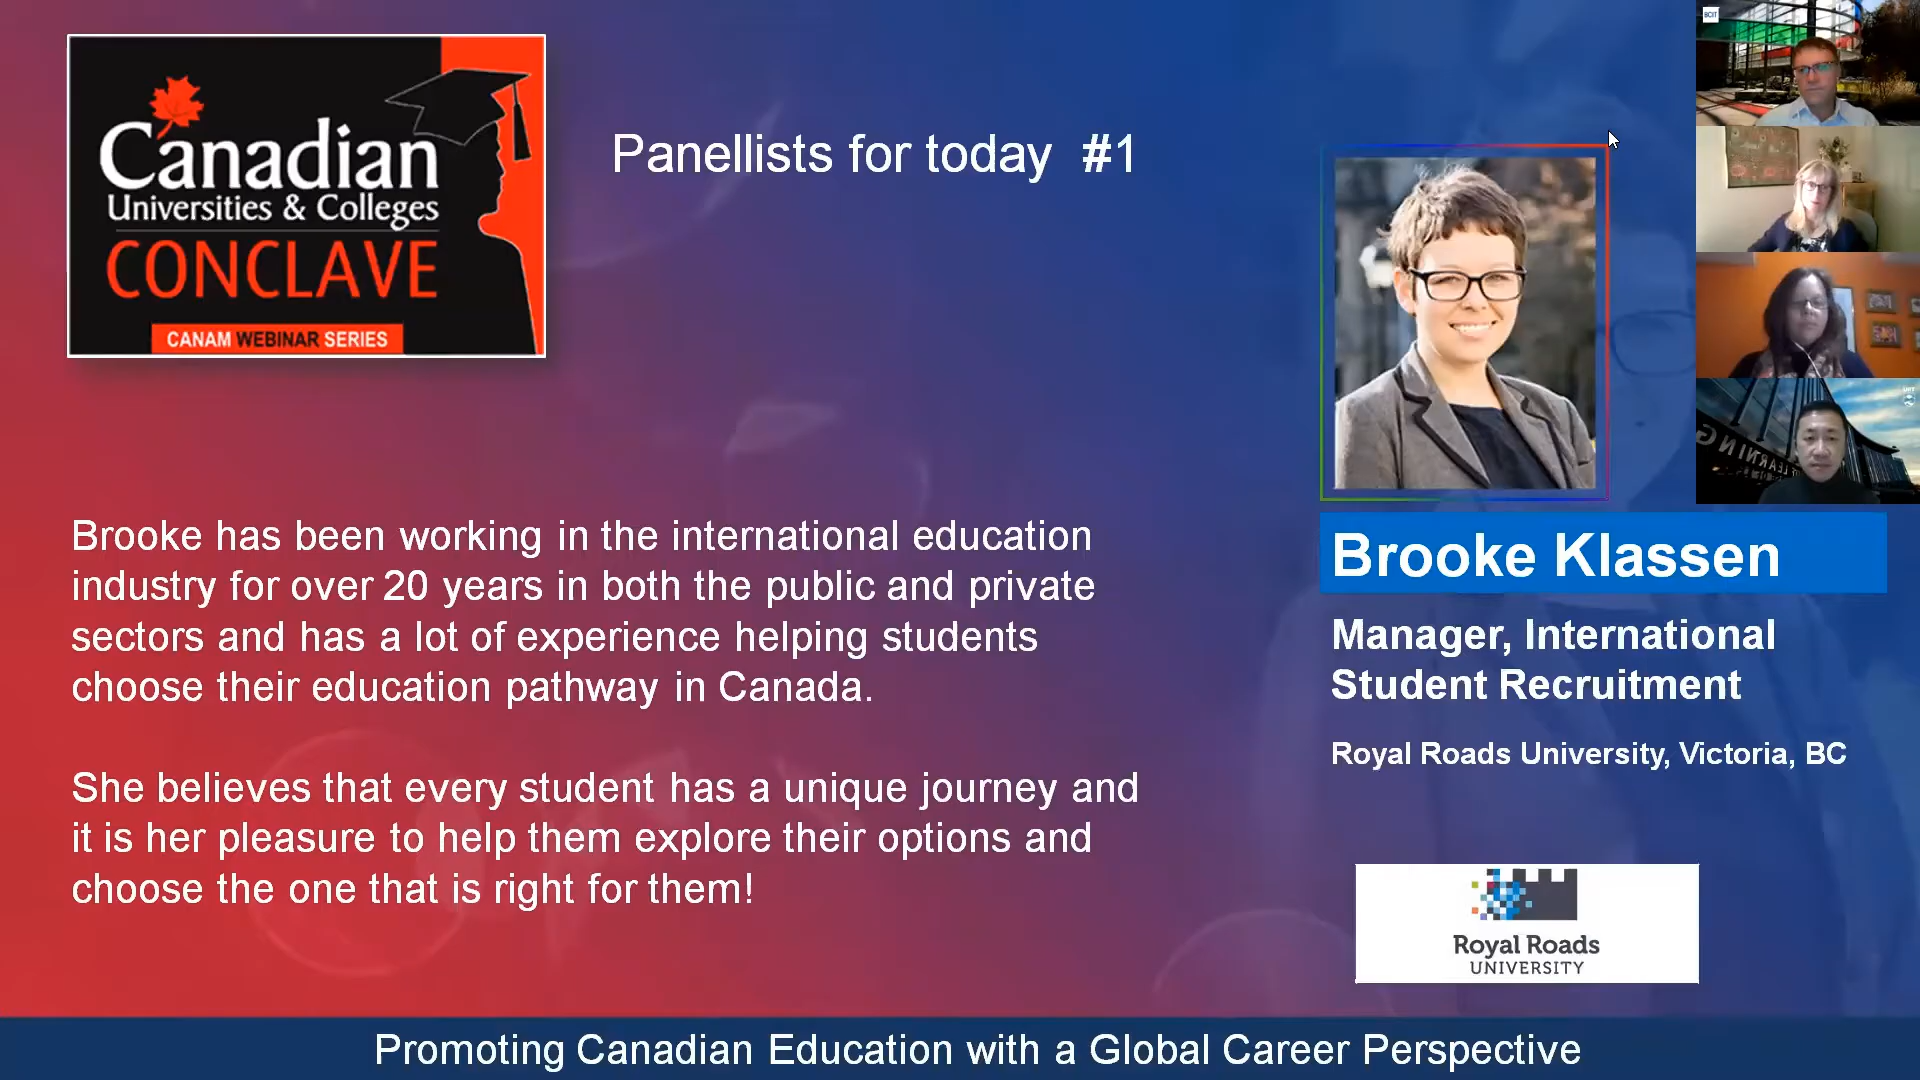 Canadian
Universities & Colleges
CONCLAVE
CANAM WEBINAR SERIES
Panellists for today #1
BCIT
Brooke has been working in the international education
industry for over 20 years in both the public and private
sectors and has a lot of experience helping students
choose their education pathway in Canada.
She believes that every student has a unique journey and
it is her pleasure to help them explore their options and
choose the one that is right for them!
Brooke Klassen
Manager, International
Student Recruitment
Royal Roads University, Victoria, BC
Royal Roads
UNIVERSITY
Promoting Canadian Education with a Global Career Perspective